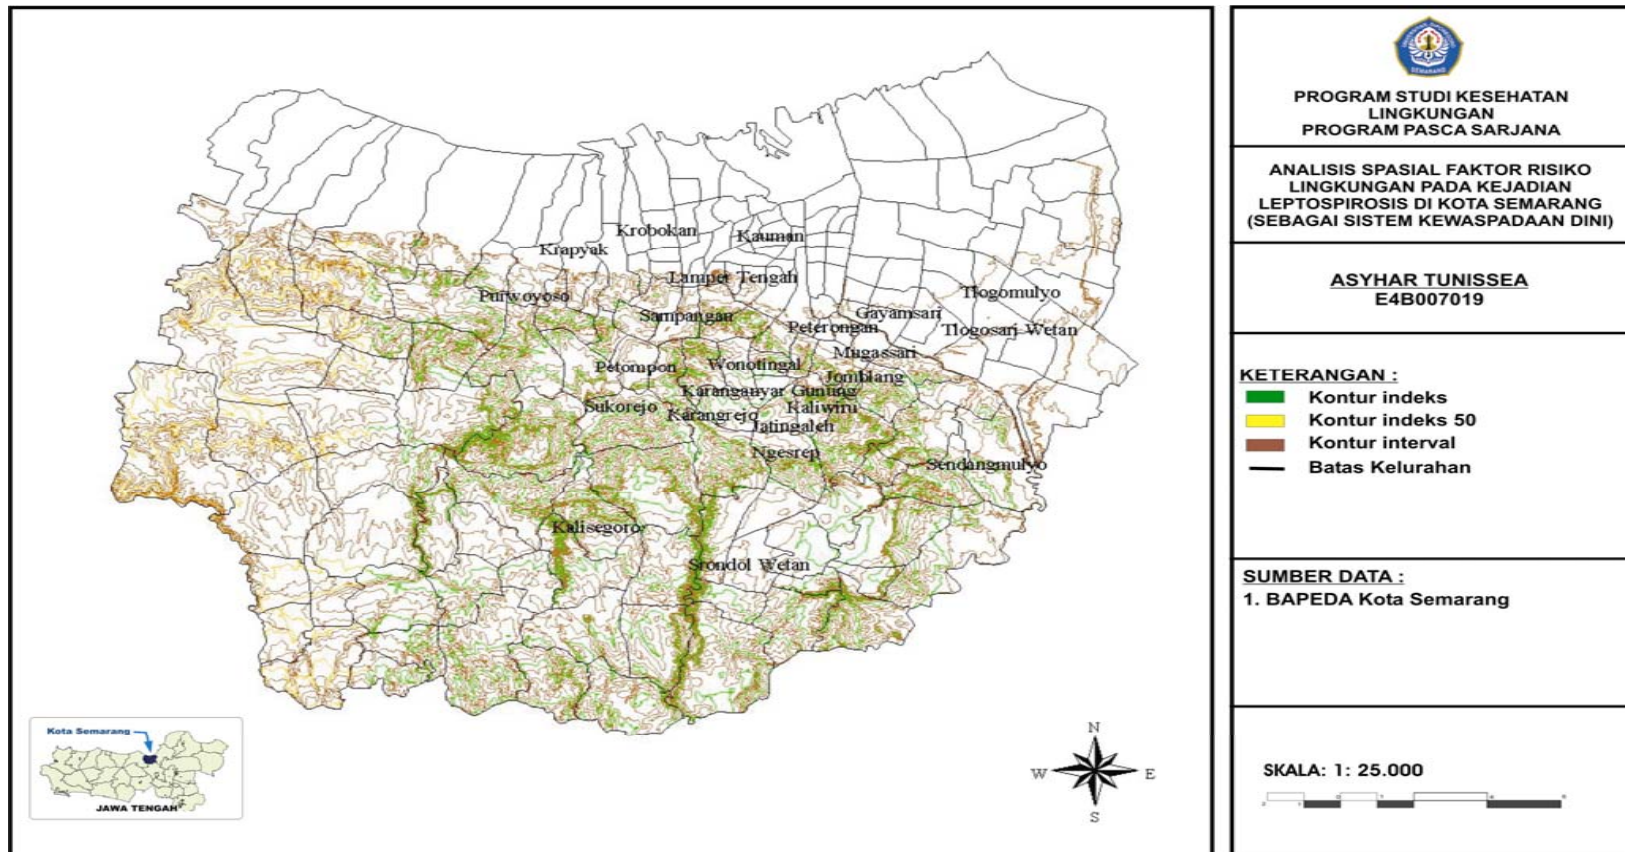 Krobokan
Kauman
Krapyak
Lamper Tengah
Purwoyoso
Tlogomulyo
Sampangan
Gayamsari
Peterongan
Tlogosari Wetan
Mugassari
Petompon
Wonotingal
Jomblang
Karanganyar Gunung
Sukorejo
Karangrejo
Kaliwiru
Jatingaleh
Ngesrep
Sendangmulyo
Kalisegoro
Srondol Wetan
Kota Semarang
JAWA TENGAH
N
W
E
S
SEMARANG
PROGRAM STUDI KESEHATAN
LINGKUNGAN
PROGRAM PASCA SARJANA
ANALISIS SPASIAL FAKTOR RISIKO
LINGKUNGAN PADA KEJADIAN
LEPTOSPIROSIS DI KOTA SEMARANG
(SEBAGAI SISTEM KEWASPADAAN DINI)
ASYHAR TUNISSEA
E4B007019
KETERANGAN :
Kontur indeks
Kontur indeks 50
Kontur interval
Batas Kelurahan
SUMBER DATA :
1. BAPEDA Kota Semarang
SKALA: 1: 25.000